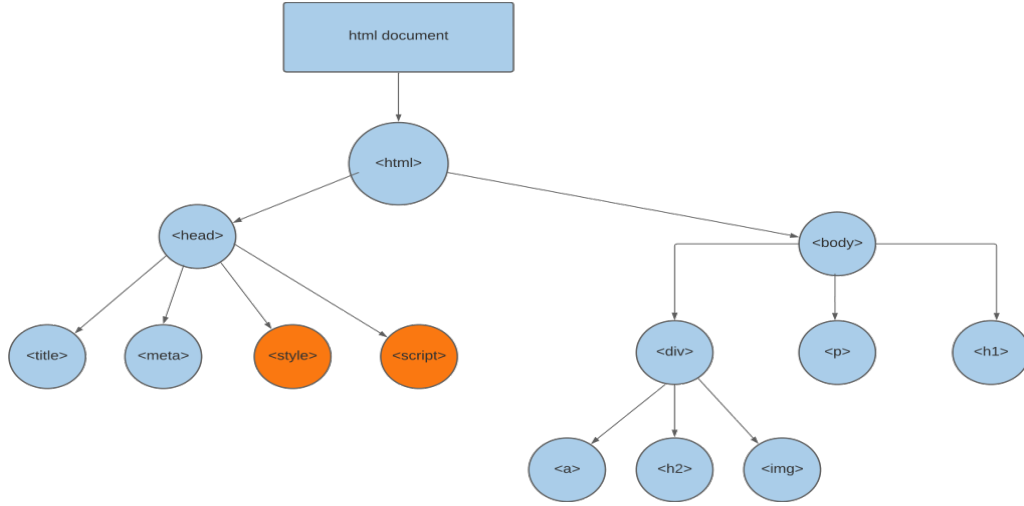 html document
<html>
<head>
<body>
<title>
<meta>
<style>
<script>
<div>
<p>
<h1>
<a>
<h2>
<img>